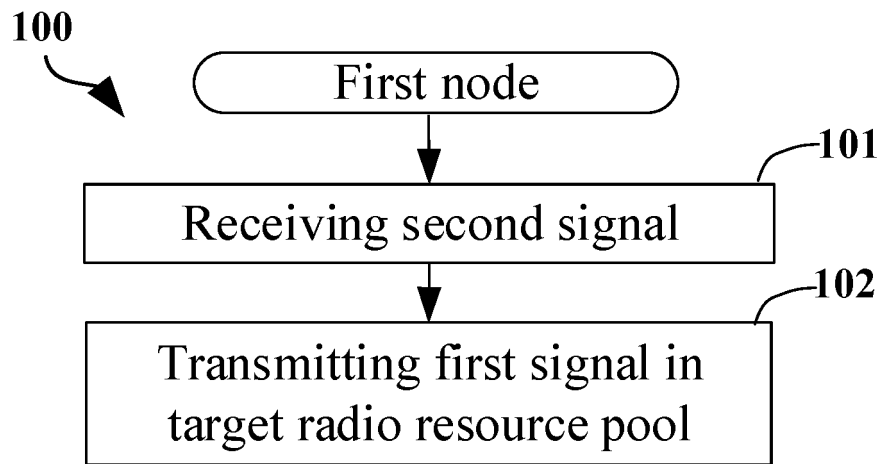 100
First node
101
Receiving second signal
102
Transmitting first signal in
target radio resource pool